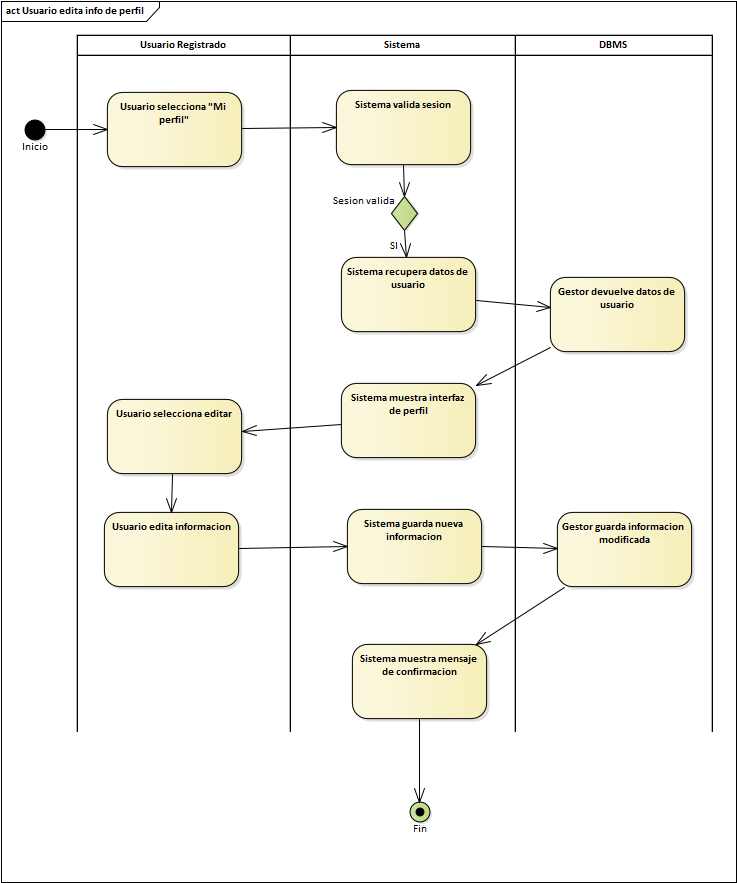 act Usuario edita info de perfil
Usuario Registrado
Sistema
DBMS
Inicio
Usuario selecciona "Mi
perfil"
Sistema valida sesion
Sesion valida
SI
Sistema recupera datos de
usuario
Gestor devuelve datos de
usuario
Sistema muestra interfaz
de perfil
Usuario selecciona editar
Usuario edita informacion
Sistema guarda nueva
informacion
Gestor guarda informacion
modificada
Sistema muestra mensaje
de confirmacion
Fin